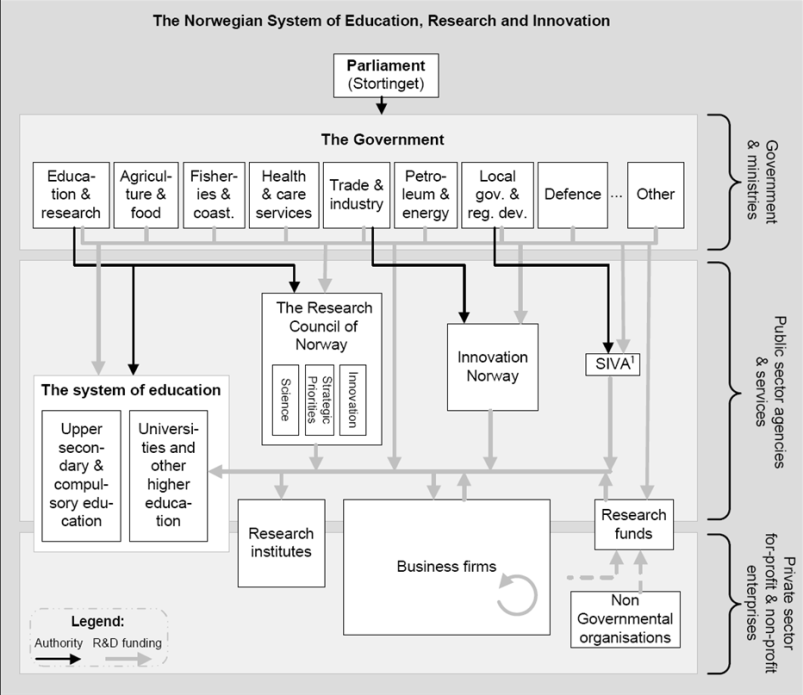 The Norwegian System of Education, Research and Innovation
Parliament
(Stortinget)
The Government
Educa-
tion &
research
Agricul-
ture &
food
Fisher-
ies &
coast.
Health
& care
services
Trade &
industry
Petro-
leum &
energy
Local
gov. &
reg. dev.
Defence
...
Other
Government
& ministries
The Research
Council of
Norway
Science
Strategic
Priorities
Innovation
Innovation
Norway
SIVA¹
Public sector agencies
& services
The system of education
Upper
secon-
dary &
compul-
sory edu-
cation
Universi-
ties and
other
higher
educa-
tion
Research
institutes
Business firms
Research
funds
Non
Governmental
organisations
Private sector
for-profit & non-profit
enterprises
Legend:
Authority
R&D funding